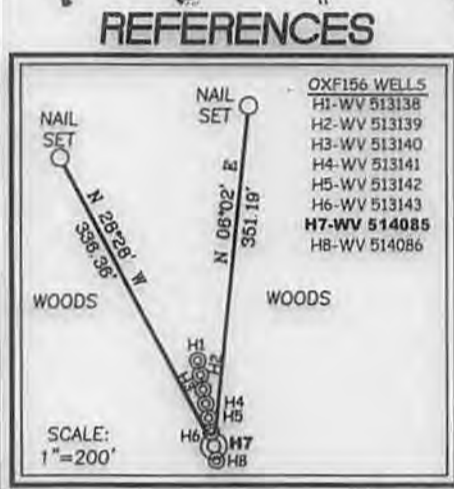 REFERENCES
OXF156 WELLS
H1-WV 513138
H2-WV 513139
H3-WV 513140
H4-WV 513141
H5-WV 513142
H6-WV 513143
H7-WV 514085
H8-WV 514086
NAIL
SET
NAIL
SET
N 28°28' W
336.36'
N 06°02' E
351.19'
WOODS
WOODS
H1
H2
H3
H4
H5
H6
H7
H8
SCALE:
1"=200'